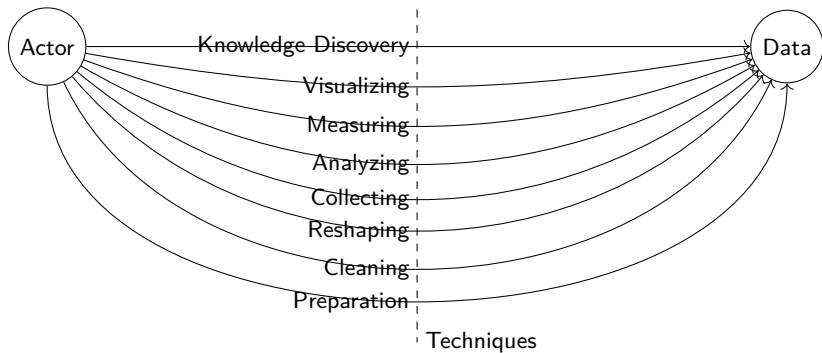 Actor
Knowledge Discovery
Data
Visualizing
Measuring
Analyzing
Collecting
Reshaping
Cleaning
Preparation
Techniques